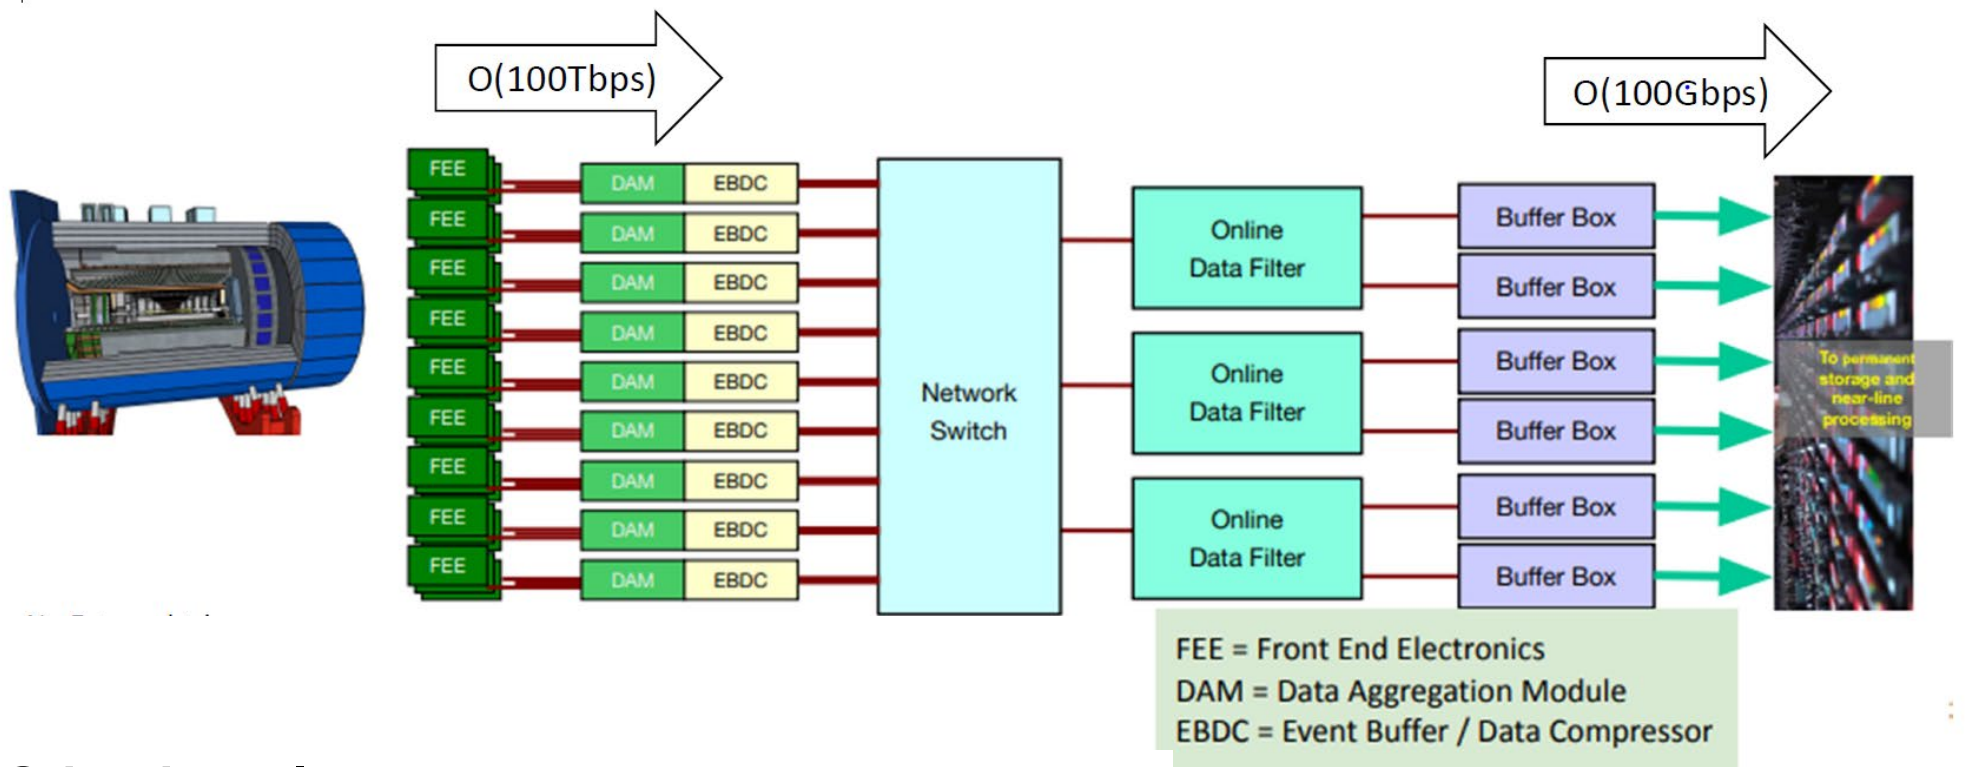 O(100Tbps)
O(100Gbps)
FEE
DAM
EBDC
FEE
DAM
EBDC
FEE
DAM
EBDC
FEE
DAM
EBDC
FEE
DAM
EBDC
FEE
DAM
EBDC
FEE
DAM
EBDC
FEE
DAM
EBDC
FEE
DAM
EBDC
Network
Switch
Online
Data Filter
Online
Data Filter
Online
Data Filter
Buffer Box
Buffer Box
Buffer Box
Buffer Box
Buffer Box
Buffer Box
To permanent
storage and
near-line
processing
FEE = Front End Electronics
DAM = Data Aggregation Module
EBDC = Event Buffer / Data Compressor